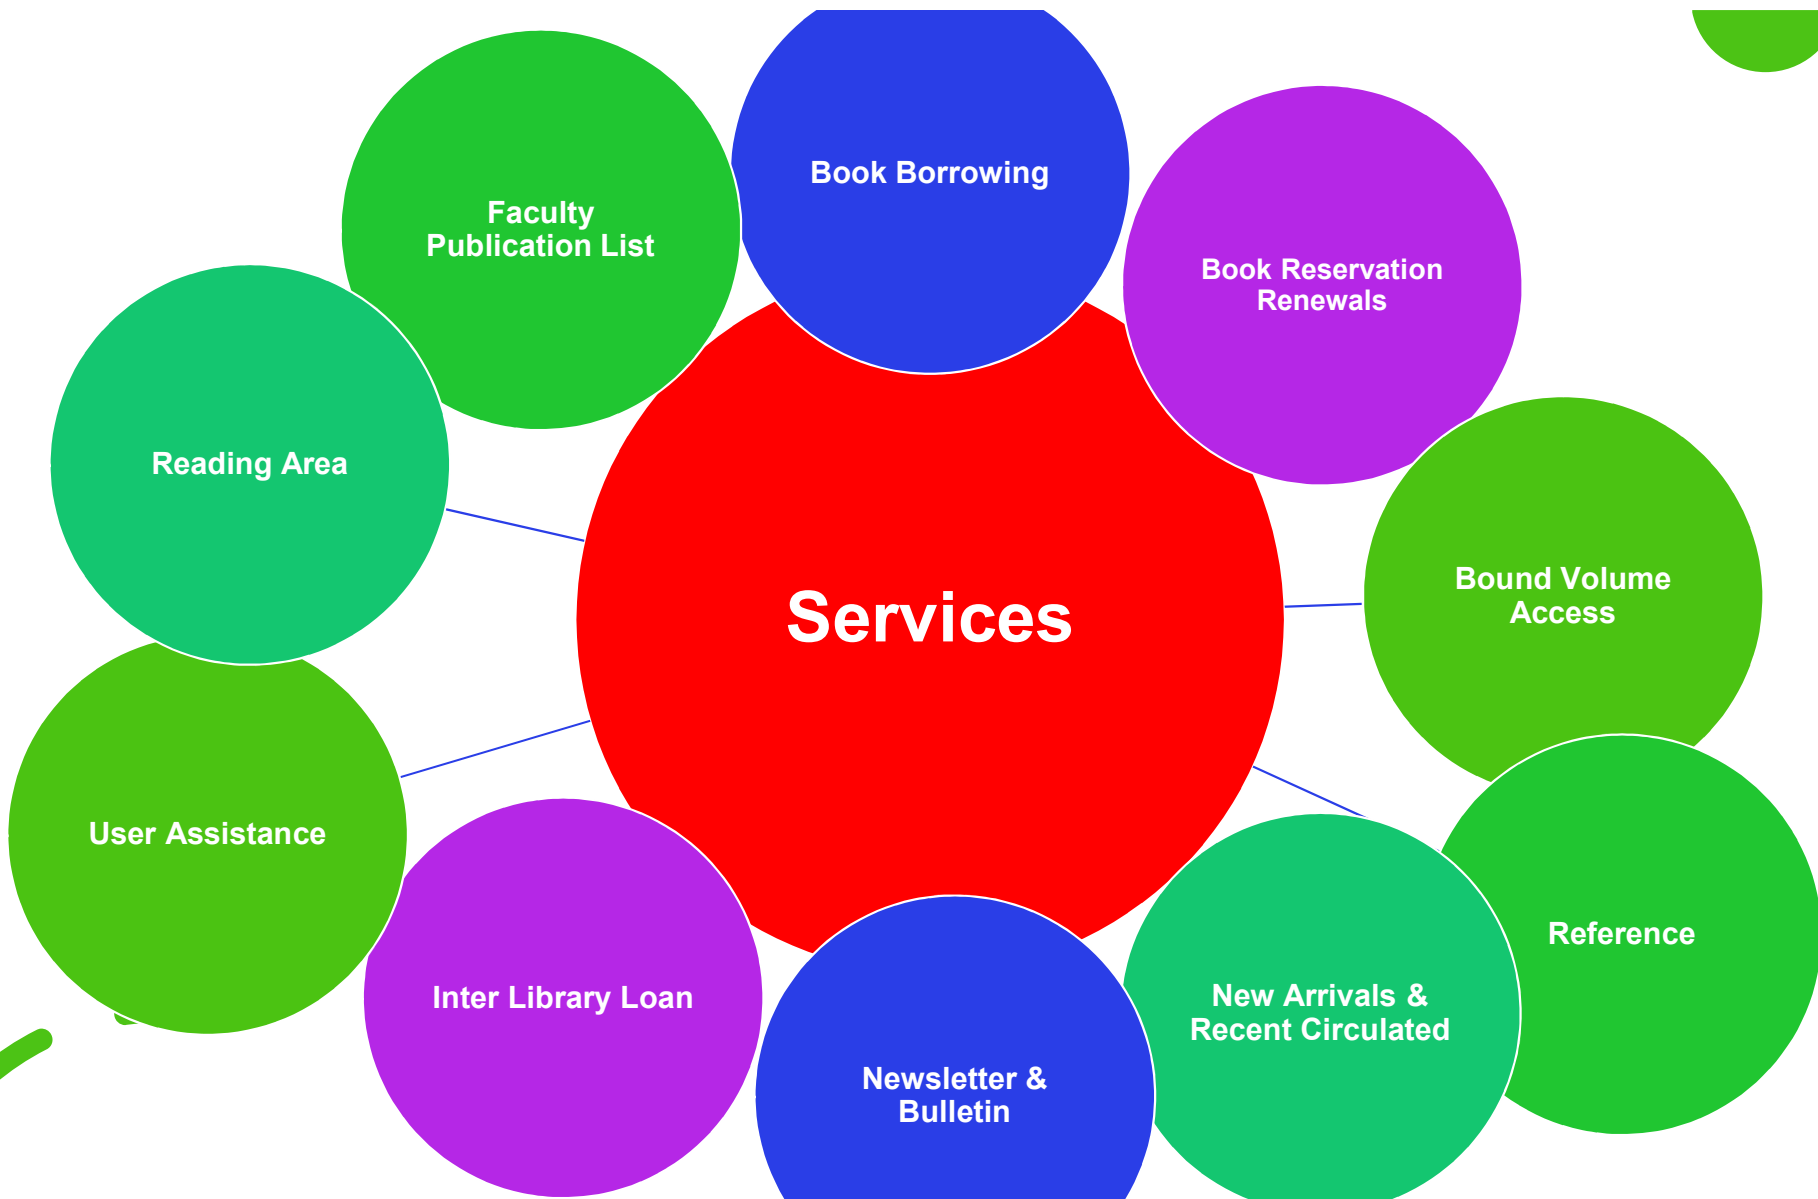 Book Borrowing
Faculty
Publication List
Book Reservation
Renewals
Reading Area
Services
Bound Volume
Access
User Assistance
Reference
Inter Library Loan
New Arrivals &
Recent Circulated
Newsletter &
Bulletin